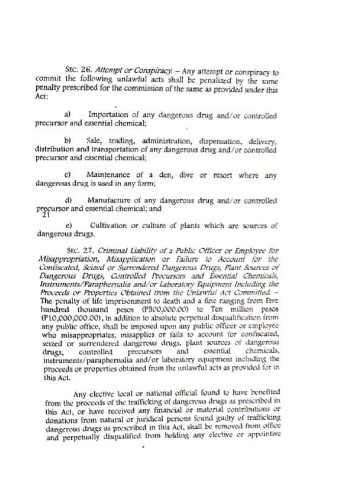 SEC. 26. Attempt or Conspiracy. – Any attempt or conspiracy to
commit the following unlawful acts shall be penalized by the same
penalty prescribed for the commission of the same as provided under this
Act:
a) Importation of any dangerous drug and/or controlled
precursor and essential chemical;
b) Sale, trading, administration, dispensation, delivery,
distribution and transportation of any dangerous drug and/or controlled
precursor and essential chemical;
c) Maintenance of a den, dive or resort where any
dangerous drug is used in any form;
d) Manufacture of any dangerous drug and/or controlled
precursor and essential chemical; and
21
e) Cultivation or culture of plants which are sources of
dangerous drugs.
SEC. 27. Criminal Liability of a Public Officer or Employee for
Misappropriation, Misapplication or Failure to Account for the
Confiscated, Seized or Surrendered Dangerous Drugs, Plant Sources of
Dangerous Drugs, Controlled Precursors and Essential Chemicals,
Instruments/Paraphernalia and/or Laboratory Equipment Including the
Proceeds or Properties Obtained from the Unlawful Act Committed. –
The penalty of life imprisonment to death and a fine ranging from Five
hundred thousand pesos (₱500,000.00) to Ten million pesos
(₱10,000,000.00), in addition to absolute perpetual disqualification from
any public office, shall be imposed upon any public officer or employee
who misappropriates, misapplies or fails to account for confiscated,
seized or surrendered dangerous drugs, plant sources of dangerous
drugs, controlled precursors and essential chemicals,
instruments/paraphernalia and/or laboratory equipment including the
proceeds or properties obtained from the unlawful acts as provided for in
this Act.
Any elective local or national official found to have benefited
from the proceeds of the trafficking of dangerous drugs as prescribed in
this Act, or have received any financial or material contributions or
donations from natural or juridical persons found guilty of trafficking
dangerous drugs as prescribed in this Act, shall be removed from office
and perpetually disqualified from holding any elective or appointive